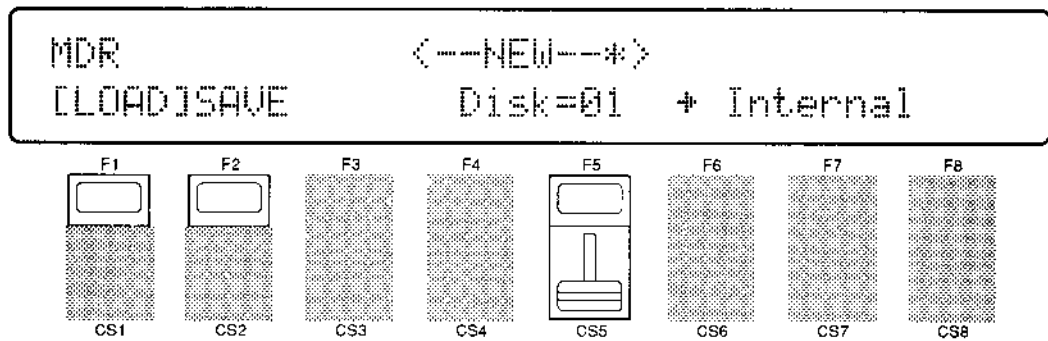 MDR <--NEW--*>
[LOAD]SAVE Disk=01 → Internal
F1 F2 F3 F4 F5 F6 F7 F8
CS1 CS2 CS3 CS4 CS5 CS6 CS7 CS8